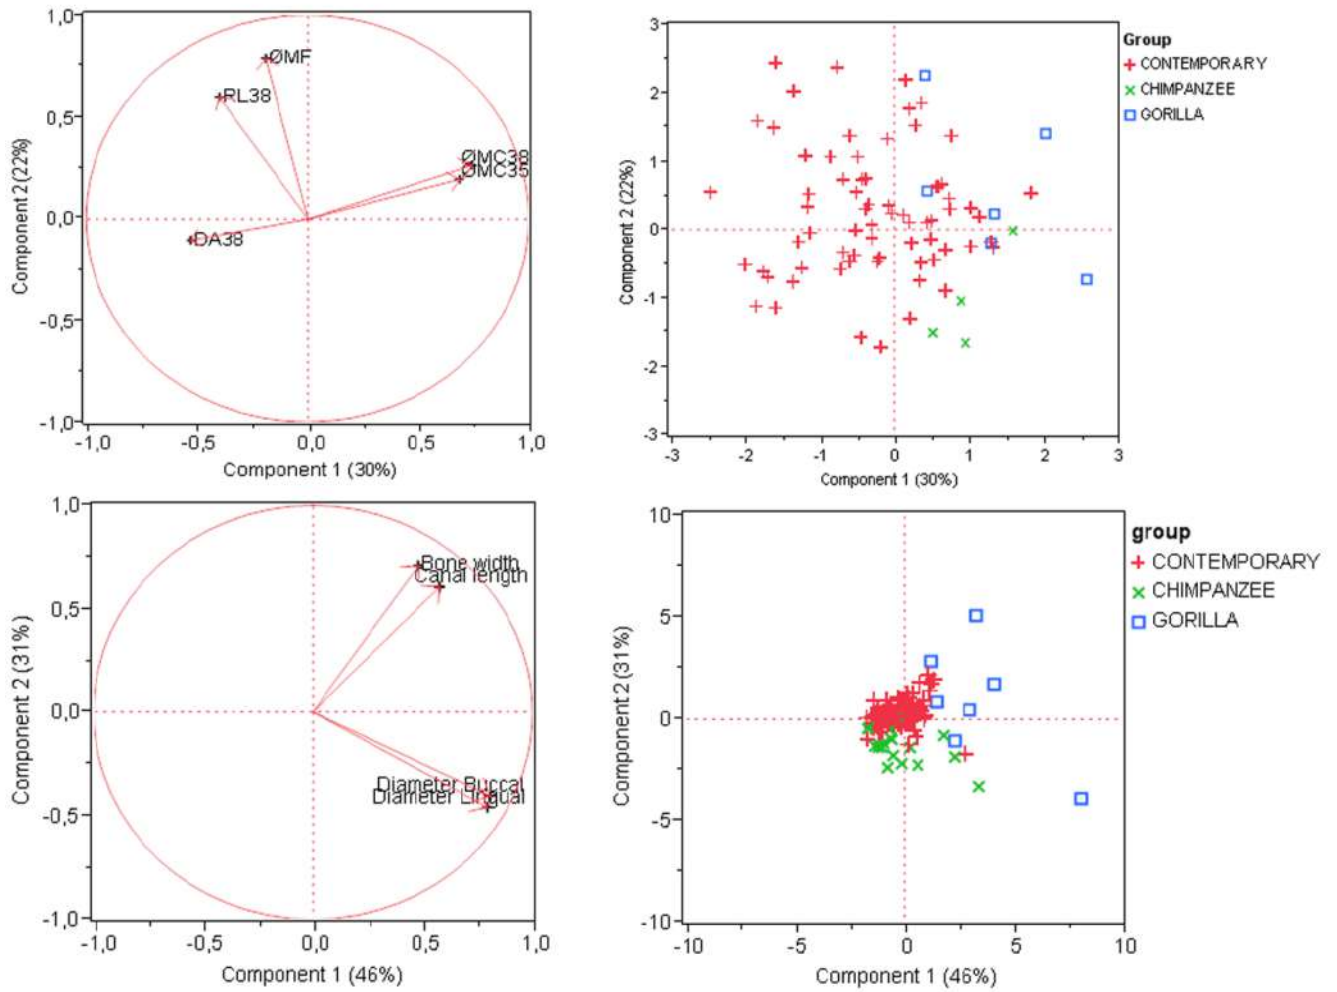 1,0
0,5
0,0
-0,5
-1,0
Component 2 (22%)
ØMF
RL38
ØMC38
ØMC35
DA38
-1,0 -0,5 0,0 0,5 1,0
Component 1 (30%)
3
2
1
0
-1
-2
-3
Component 2 (22%)
-3 -2 -1 0 1 2 3
Component 1 (30%)
Group
CONTEMPORARY
CHIMPANZEE
GORILLA
1,0
0,5
0,0
-0,5
-1,0
Component 2 (31%)
Bone width
Canal length
Diameter Buccal
Diameter Lingual
-1,0 -0,5 0,0 0,5 1,0
Component 1 (46%)
10
5
0
-5
-10
Component 2 (31%)
-10 -5 0 5 10
Component 1 (46%)
group
CONTEMPORARY
CHIMPANZEE
GORILLA